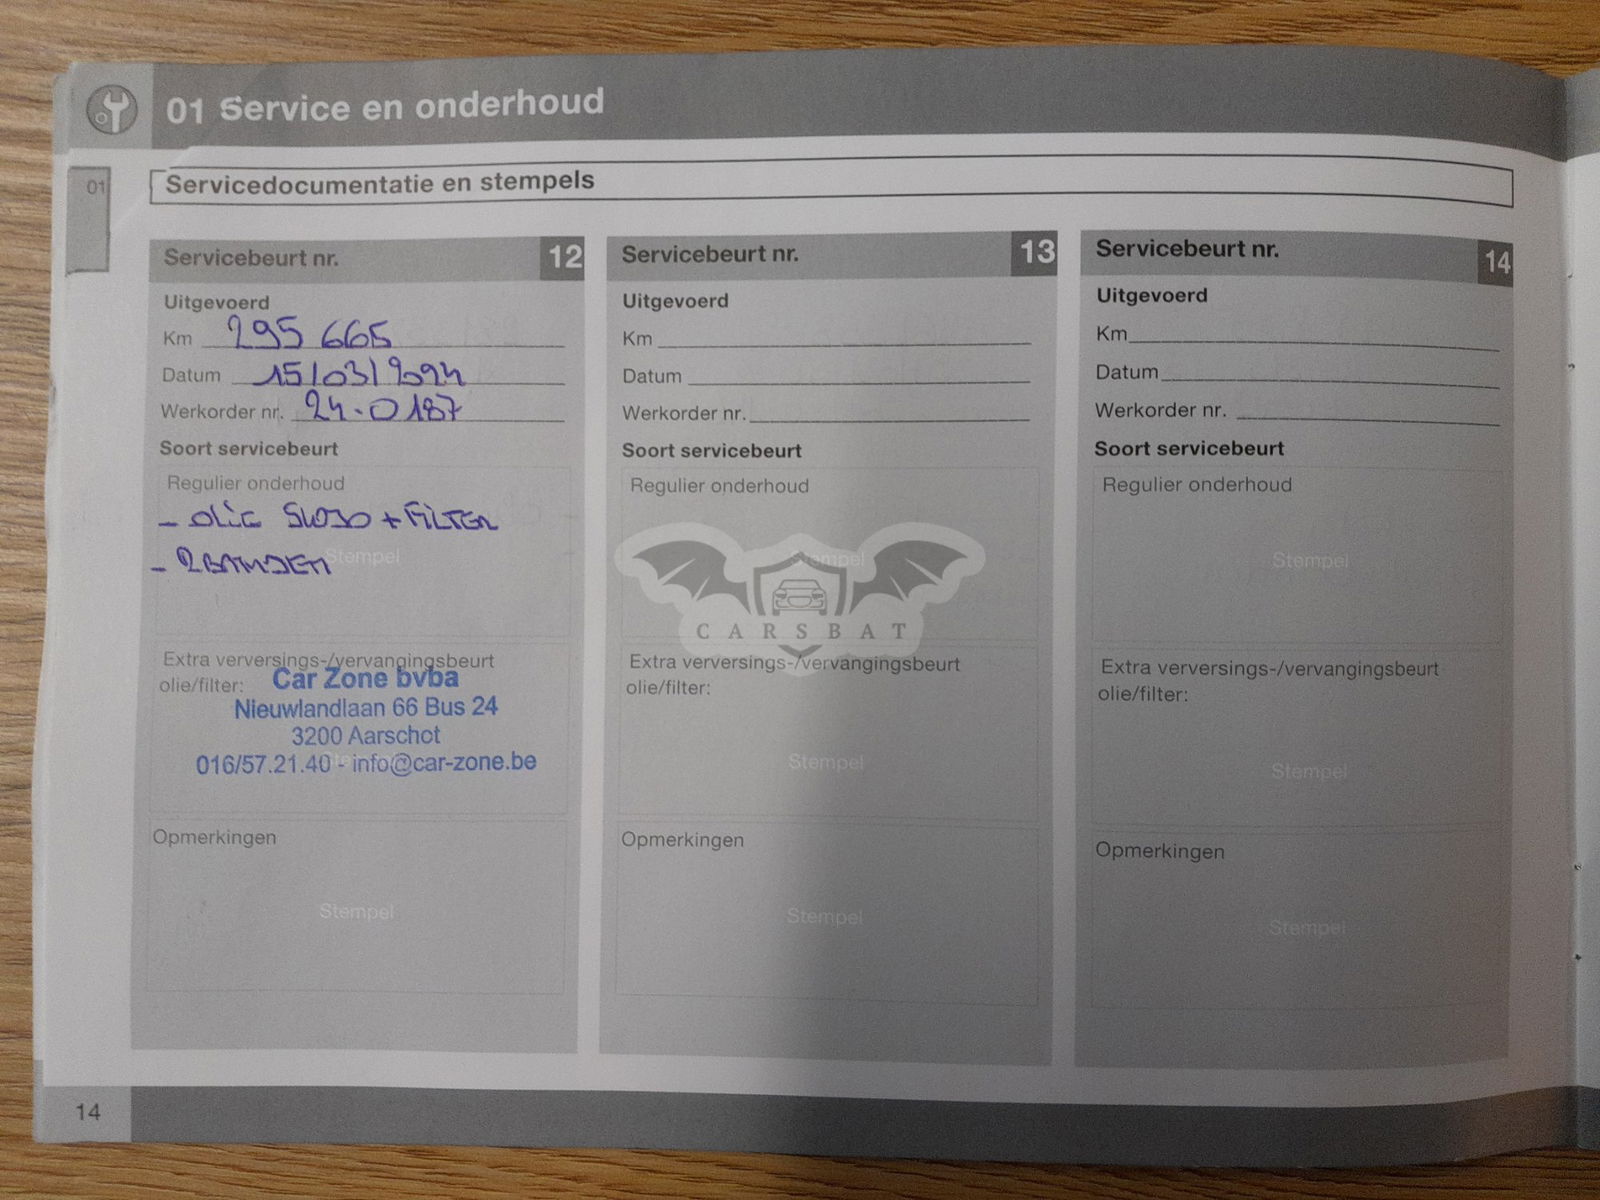 01 Service en onderhoud
01
Servicedocumentatie en stempels
Servicebeurt nr. 12
Uitgevoerd
Km 295 665
Datum 15/03/2024
Werkorder nr. 24-0187
Soort servicebeurt
Regulier onderhoud
- OLIE 5W30 + FILTER
- 2 BANDEN
Stempel
Extra verversings-/vervangingsbeurt
olie/filter:
Car Zone bvba
Nieuwlandlaan 66 Bus 24
3200 Aarschot
016/57.21.40 - info@car-zone.be
Opmerkingen
Stempel
Servicebeurt nr. 13
Uitgevoerd
Km
Datum
Werkorder nr.
Soort servicebeurt
Regulier onderhoud
Stempel
CARSBAT
Extra verversings-/vervangingsbeurt
olie/filter:
Stempel
Opmerkingen
Stempel
Servicebeurt nr. 14
Uitgevoerd
Km
Datum
Werkorder nr.
Soort servicebeurt
Regulier onderhoud
Stempel
Extra verversings-/vervangingsbeurt
olie/filter:
Stempel
Opmerkingen
Stempel
14